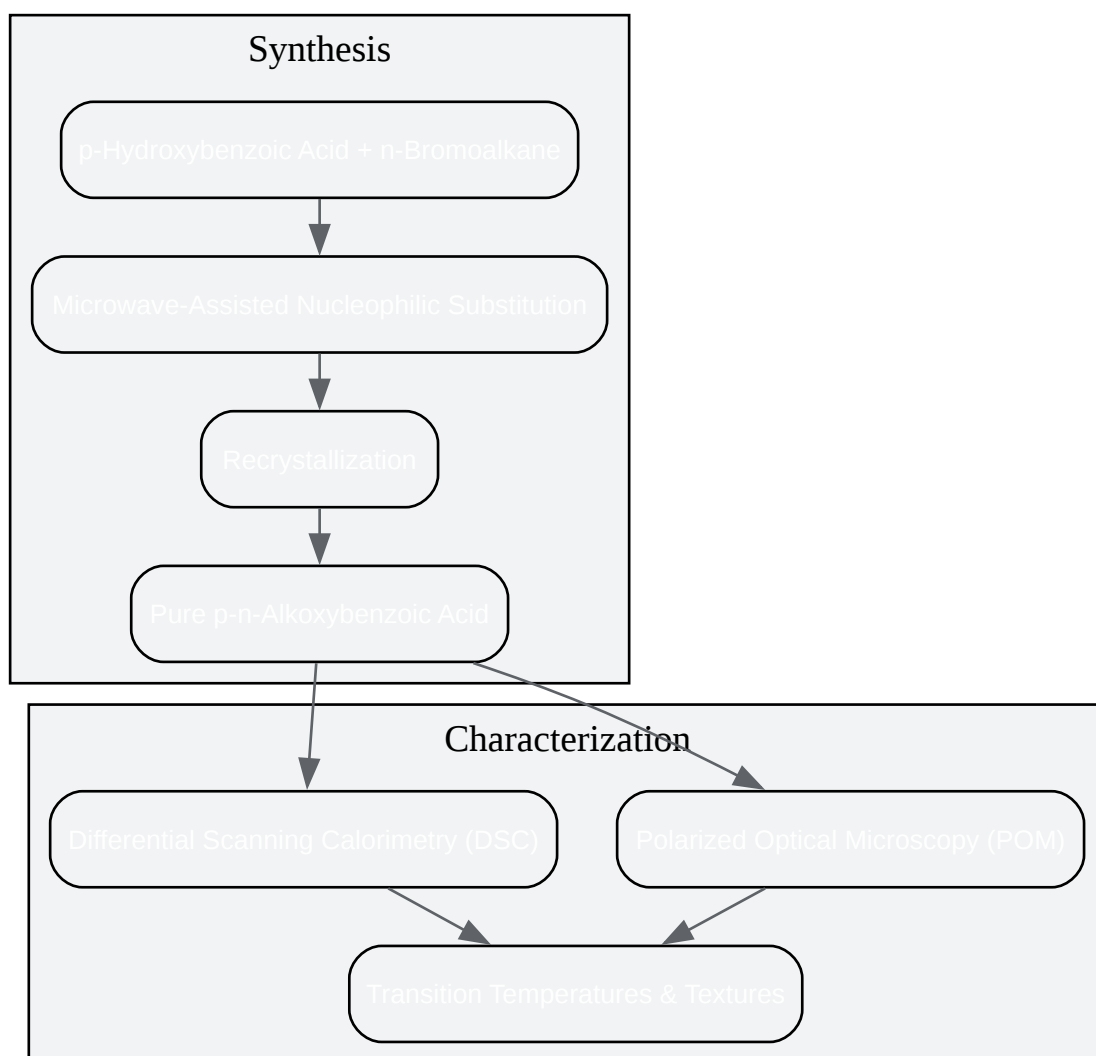 Synthesis
p-Hydroxybenzoic Acid + n-Bromoalkane
Microwave-Assisted Nucleophilic Substitution
Recrystallization
Pure p-n-Alkoxybenzoic Acid
Characterization
Differential Scanning Calorimetry (DSC)
Polarized Optical Microscopy (POM)
Transition Temperatures & Textures